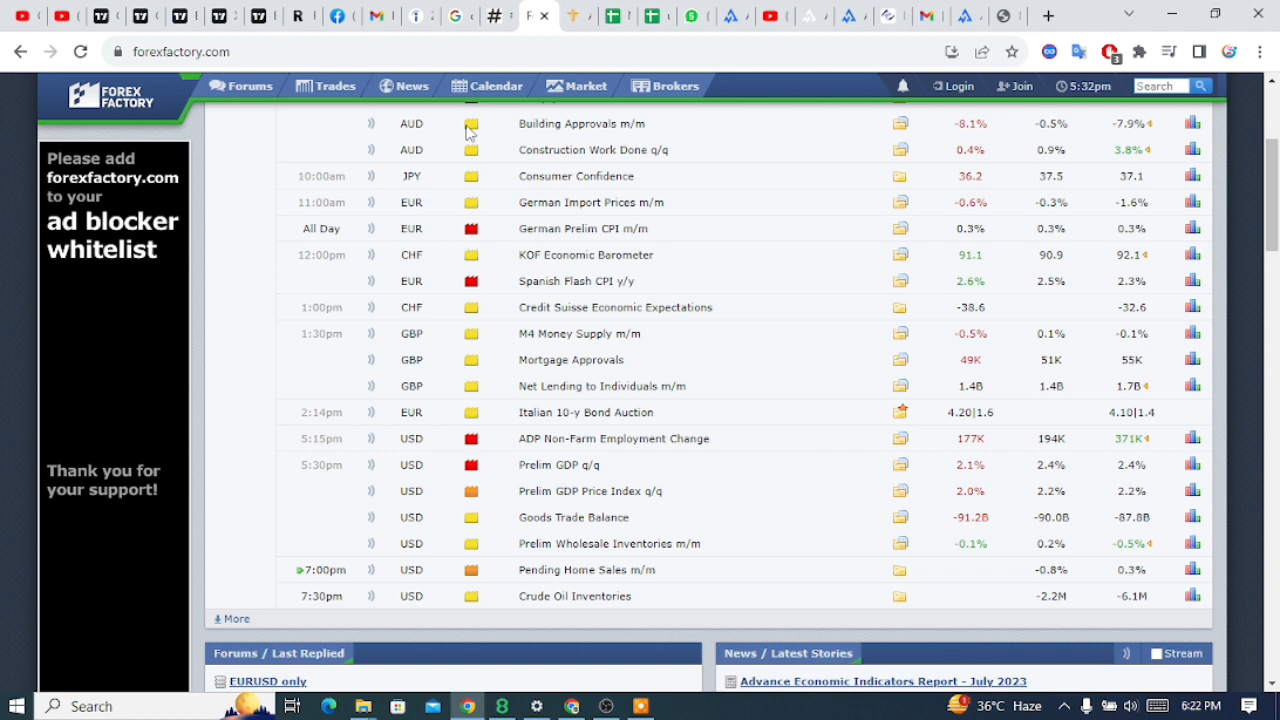 forexfactory.com
3
FOREX
FACTORY
Forums
Trades
News
Calendar
Market
Brokers
Login
Join
5:32pm
Search
Please add
forexfactory.com
to your
ad blocker
whitelist
Thank you for
your support!
AUD Building Approvals m/m -8.1% -0.5% -7.9%
AUD Construction Work Done q/q 0.4% 0.9% 3.8%
10:00am JPY Consumer Confidence 36.2 37.5 37.1
11:00am EUR German Import Prices m/m -0.6% -0.3% -1.6%
All Day EUR German Prelim CPI m/m 0.3% 0.3% 0.3%
12:00pm CHF KOF Economic Barometer 91.1 90.9 92.1
EUR Spanish Flash CPI y/y 2.6% 2.5% 2.3%
1:00pm CHF Credit Suisse Economic Expectations -38.6 -32.6
1:30pm GBP M4 Money Supply m/m -0.5% 0.1% -0.1%
GBP Mortgage Approvals 49K 51K 55K
GBP Net Lending to Individuals m/m 1.4B 1.4B 1.7B
2:14pm EUR Italian 10-y Bond Auction 4.20|1.6 4.10|1.4
5:15pm USD ADP Non-Farm Employment Change 177K 194K 371K
5:30pm USD Prelim GDP q/q 2.1% 2.4% 2.4%
USD Prelim GDP Price Index q/q 2.0% 2.2% 2.2%
USD Goods Trade Balance -91.2B -90.0B -87.8B
USD Prelim Wholesale Inventories m/m -0.1% 0.2% -0.5%
7:00pm USD Pending Home Sales m/m -0.8% 0.3%
7:30pm USD Crude Oil Inventories -2.2M -6.1M
More
Forums / Last Replied
EURUSD only
News / Latest Stories
Stream
Advance Economic Indicators Report - July 2023
Search
36°C Haze
6:22 PM